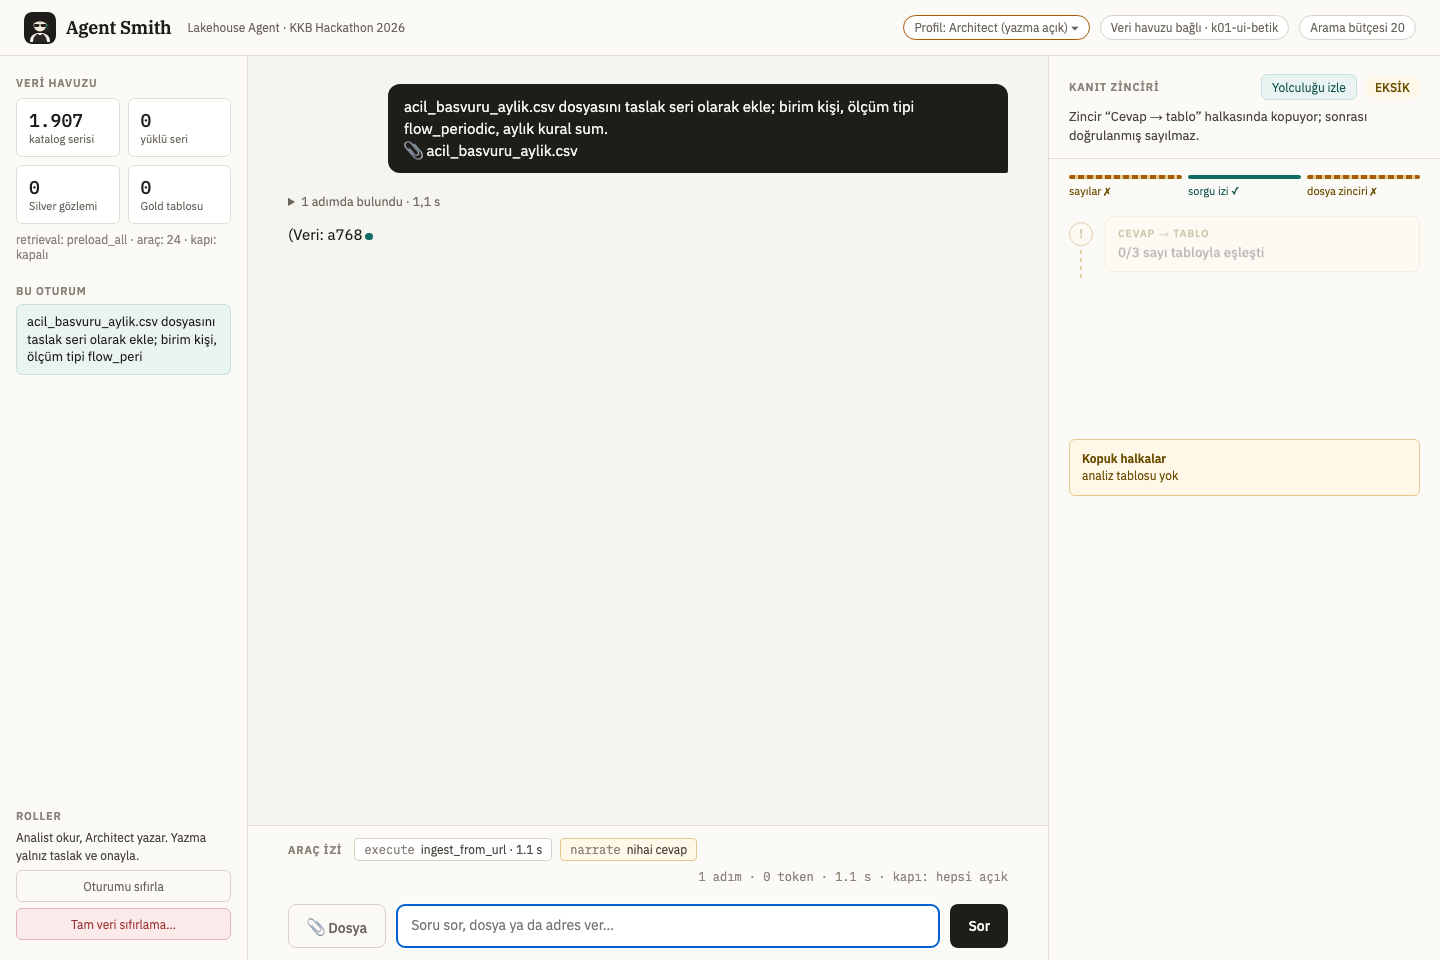 Agent Smith
Lakehouse Agent · KKB Hackathon 2026
Profil: Architect (yazma açık)
Veri havuzu bağlı · k01-ui-betik
Arama bütçesi 20
VERİ HAVUZU
1.907
katalog serisi
0
yüklü seri
0
Silver gözlemi
0
Gold tablosu
retrieval: preload_all · araç: 24 · kapı:
kapalı
BU OTURUM
acil_basvuru_aylik.csv dosyasını
taslak seri olarak ekle; birim kişi,
ölçüm tipi flow_peri
ROLLER
Analist okur, Architect yazar. Yazma
yalnız taslak ve onayla.
Oturumu sıfırla
Tam veri sıfırlama…
acil_basvuru_aylik.csv dosyasını taslak seri olarak ekle; birim kişi, ölçüm tipi
flow_periodic, aylık kural sum.
📎 acil_basvuru_aylik.csv
▶ 1 adımda bulundu · 1,1 s
(Veri: a768
ARAÇ İZİ
execute ingest_from_url · 1.1 s
narrate nihai cevap
1 adım · 0 token · 1.1 s · kapı: hepsi açık
📎 Dosya
Soru sor, dosya ya da adres ver…
Sor
KANIT ZİNCİRİ
Yolculuğu izle
EKSİK
Zincir “Cevap → tablo” halkasında kopuyor; sonrası
doğrulanmış sayılmaz.
sayılar ✗
sorgu izi ✓
dosya zinciri ✗
!
CEVAP → TABLO
0/3 sayı tabloyla eşleşti
Kopuk halkalar
analiz tablosu yok